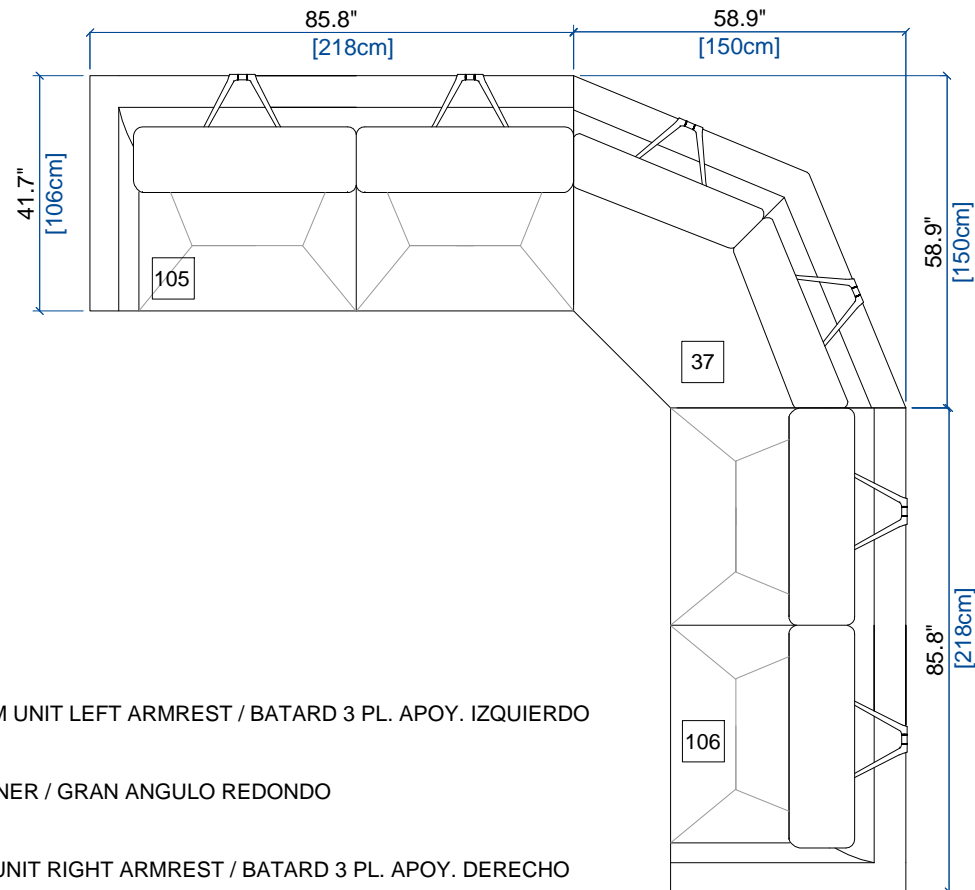 85.8"
[218cm]
58.9"
[150cm]
41.7"
[106cm]
58.9"
[150cm]
105
37
85.8"
[218cm]
106
UNIT LEFT ARMREST / BATARD 3 PL. APOY. IZQUIERDO
/ GRAN ANGULO REDONDO
UNIT RIGHT ARMREST / BATARD 3 PL. APOY. DERECHO